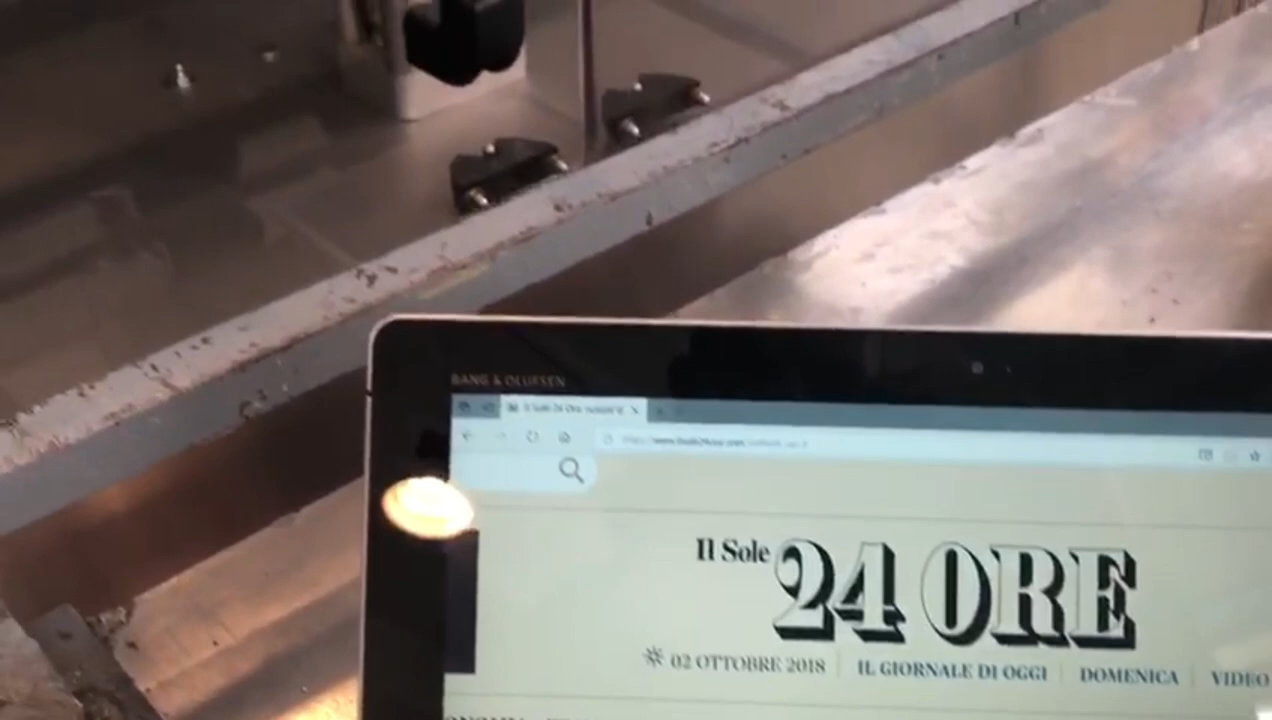 BANG & OLUFSEN
Il Sole
24 ORE
02 OTTOBRE 2018 IL GIORNALE DI OGGI DOMENICA VIDEO